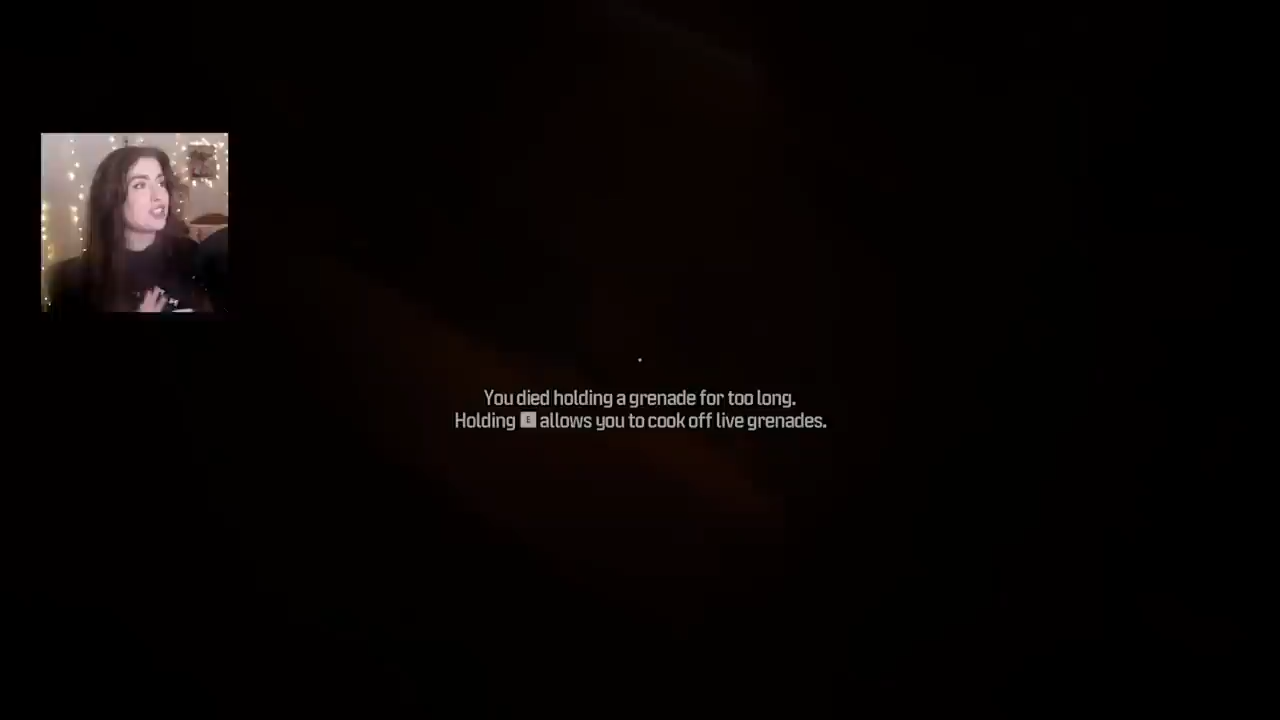 You died holding a grenade for too long.
Holding E allows you to cook off live grenades.